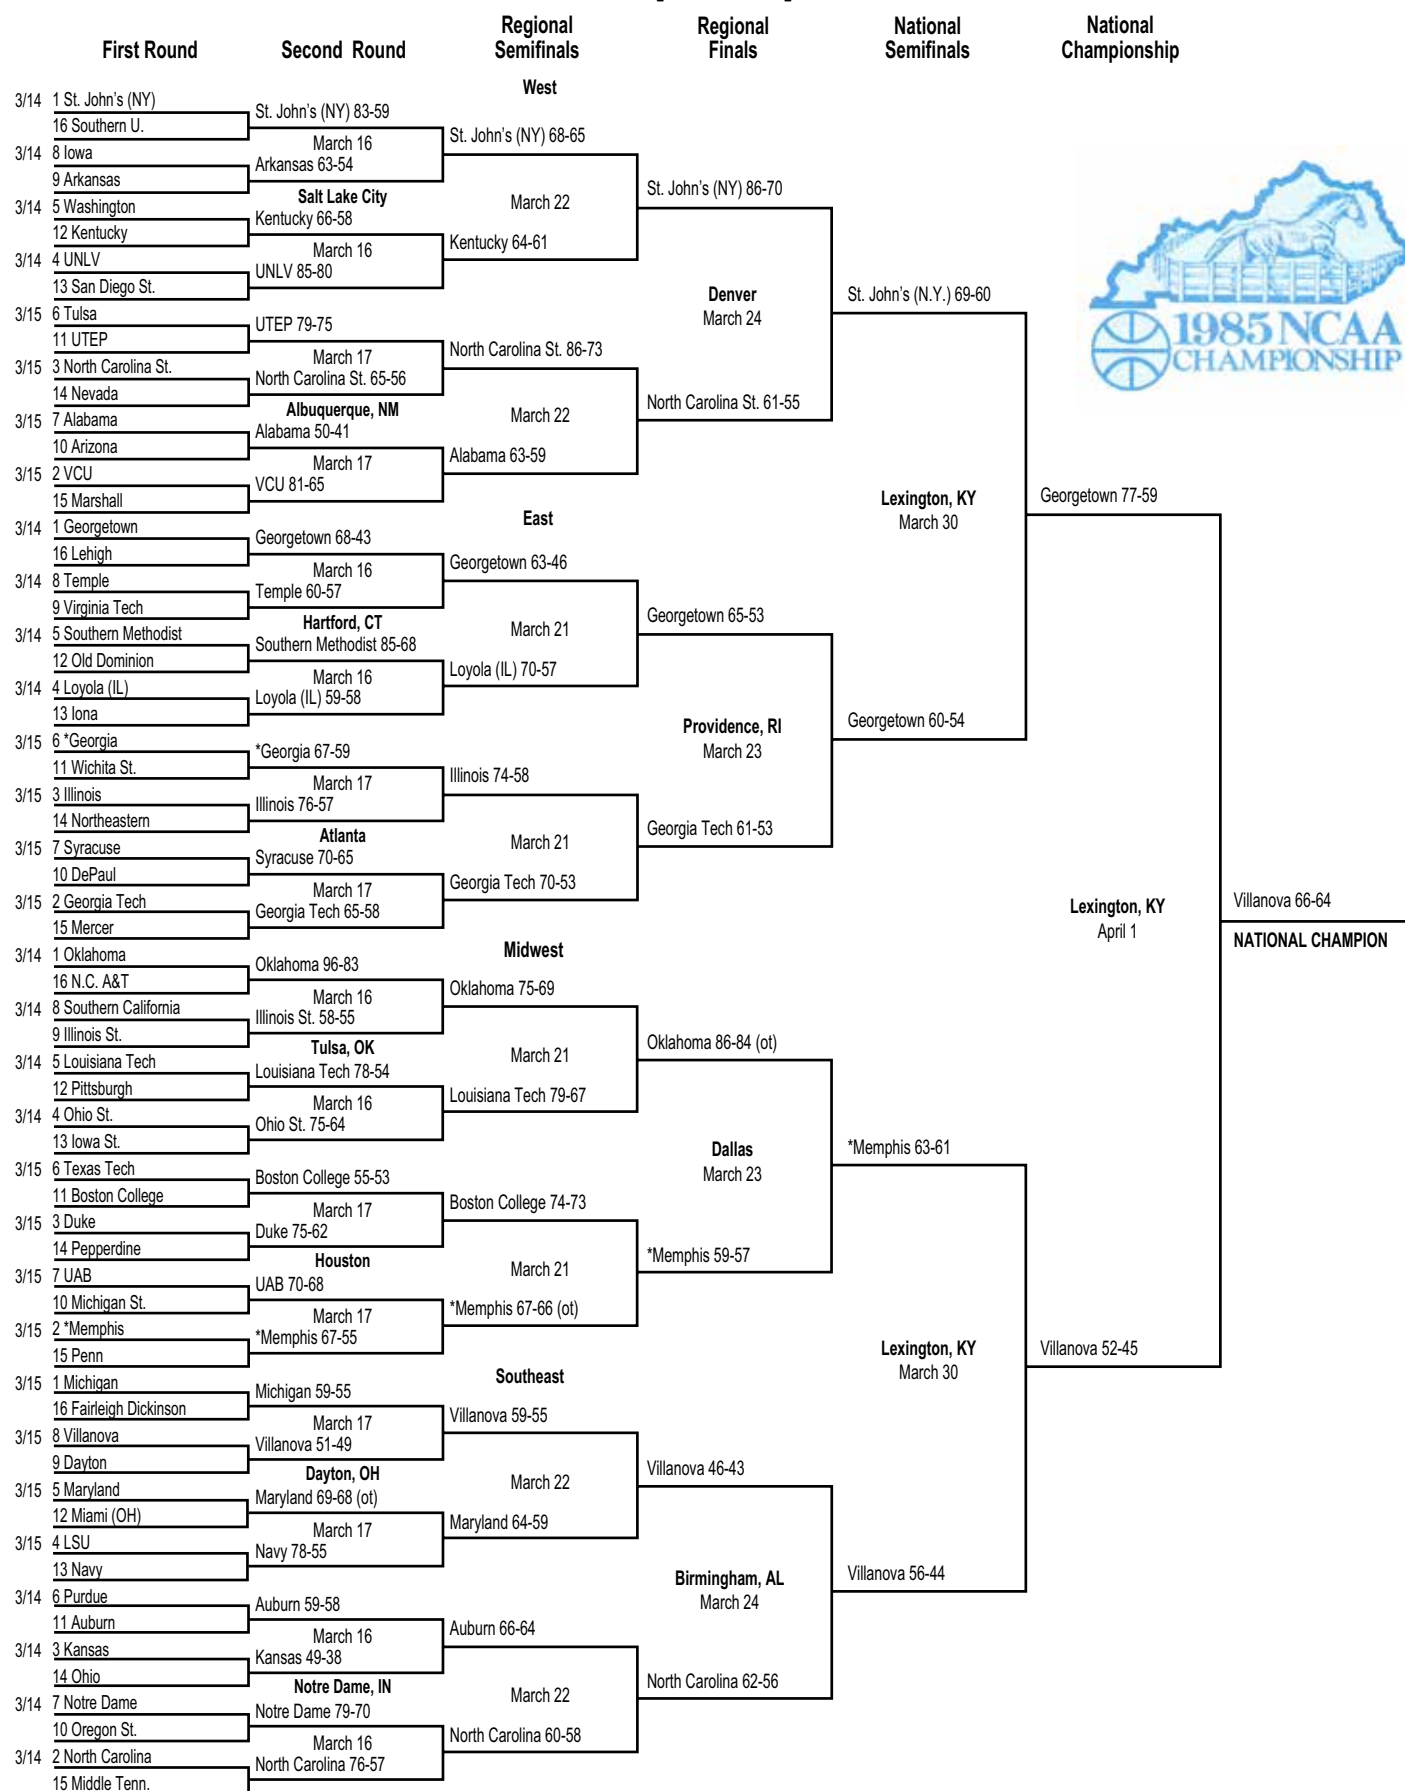 First Round
Second Round
Regional
Semifinals
Regional
Finals
National
Semifinals
National
Championship
West
3/14 1 St. John's (NY)
16 Southern U.
3/14 8 Iowa
9 Arkansas
3/14 5 Washington
12 Kentucky
3/14 4 UNLV
13 San Diego St.
3/15 6 Tulsa
11 UTEP
3/15 3 North Carolina St.
14 Nevada
3/15 7 Alabama
10 Arizona
3/15 2 VCU
15 Marshall
3/14 1 Georgetown
16 Lehigh
3/14 8 Temple
9 Virginia Tech
3/14 5 Southern Methodist
12 Old Dominion
3/14 4 Loyola (IL)
13 Iona
3/15 6 *Georgia
11 Wichita St.
3/15 3 Illinois
14 Northeastern
3/15 7 Syracuse
10 DePaul
3/15 2 Georgia Tech
15 Mercer
3/14 1 Oklahoma
16 N.C. A&T
3/14 8 Southern California
9 Illinois St.
3/14 5 Louisiana Tech
12 Pittsburgh
3/14 4 Ohio St.
13 Iowa St.
3/15 6 Texas Tech
11 Boston College
3/15 3 Duke
14 Pepperdine
3/15 7 UAB
10 Michigan St.
3/15 2 *Memphis
15 Penn
3/15 1 Michigan
16 Fairleigh Dickinson
3/15 8 Villanova
9 Dayton
3/15 5 Maryland
12 Miami (OH)
3/15 4 LSU
13 Navy
3/14 6 Purdue
11 Auburn
3/14 3 Kansas
14 Ohio
3/14 7 Notre Dame
10 Oregon St.
3/14 2 North Carolina
15 Middle Tenn.
St. John's (NY) 83-59
March 16
Arkansas 63-54
Salt Lake City
Kentucky 66-58
March 16
UNLV 85-80
UTEP 79-75
March 17
North Carolina St. 65-56
Albuquerque, NM
Alabama 50-41
March 17
VCU 81-65
Georgetown 68-43
March 16
Temple 60-57
Hartford, CT
Southern Methodist 85-68
March 16
Loyola (IL) 59-58
*Georgia 67-59
March 17
Illinois 76-57
Atlanta
Syracuse 70-65
March 17
Georgia Tech 65-58
Oklahoma 96-83
March 16
Illinois St. 58-55
Tulsa, OK
Louisiana Tech 78-54
March 16
Ohio St. 75-64
Boston College 55-53
March 17
Duke 75-62
Houston
UAB 70-68
March 17
*Memphis 67-55
Michigan 59-55
March 17
Villanova 51-49
Dayton, OH
Maryland 69-68 (ot)
March 17
Navy 78-55
Auburn 59-58
March 16
Kansas 49-38
Notre Dame, IN
Notre Dame 79-70
March 16
North Carolina 76-57
St. John's (NY) 68-65
March 22
Kentucky 64-61
North Carolina St. 86-73
March 22
Alabama 63-59
East
Georgetown 63-46
March 21
Loyola (IL) 70-57
Illinois 74-58
March 21
Georgia Tech 70-53
Midwest
Oklahoma 75-69
March 21
Louisiana Tech 79-67
Boston College 74-73
March 21
*Memphis 67-66 (ot)
Southeast
Villanova 59-55
March 22
Maryland 64-59
Auburn 66-64
March 22
North Carolina 60-58
St. John's (NY) 86-70
Denver
March 24
North Carolina St. 61-55
Georgetown 65-53
Providence, RI
March 23
Georgia Tech 61-53
Oklahoma 86-84 (ot)
Dallas
March 23
*Memphis 59-57
Villanova 46-43
Birmingham, AL
March 24
North Carolina 62-56
St. John's (N.Y.) 69-60
Lexington, KY
March 30
Georgetown 60-54
*Memphis 63-61
Lexington, KY
March 30
Villanova 56-44
Georgetown 77-59
Lexington, KY
April 1
Villanova 52-45
Villanova 66-64
NATIONAL CHAMPION
1985 NCAA
CHAMPIONSHIP